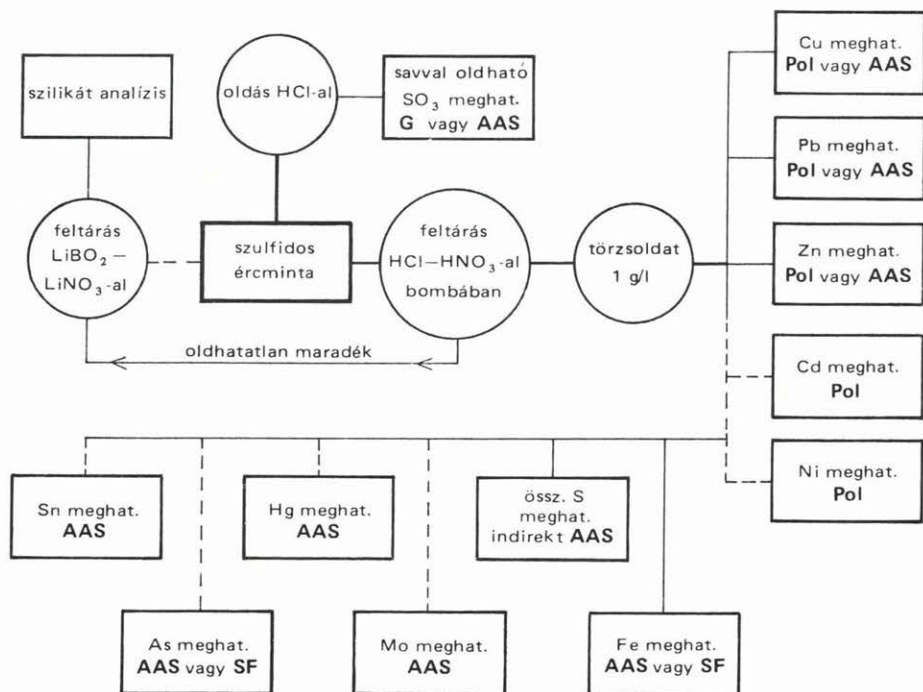 szilikát analízis
oldás HCl-al
savval oldható
SO₃ meghat.
G vagy AAS
Cu meghat.
Pol vagy AAS
Pb meghat.
Pol vagy AAS
feltárás
LiBO₂ –
LiNO₃-al
szulfidos
ércminta
feltárás
HCl–HNO₃-al
bombában
törzsoldat
1 g/l
Zn meghat.
Pol vagy AAS
oldhatatlan maradék
Cd meghat.
Pol
Ni meghat.
Pol
Sn meghat.
AAS
Hg meghat.
AAS
össz. S
meghat.
indirekt AAS
As meghat.
AAS vagy SF
Mo meghat.
AAS
Fe meghat.
AAS vagy SF